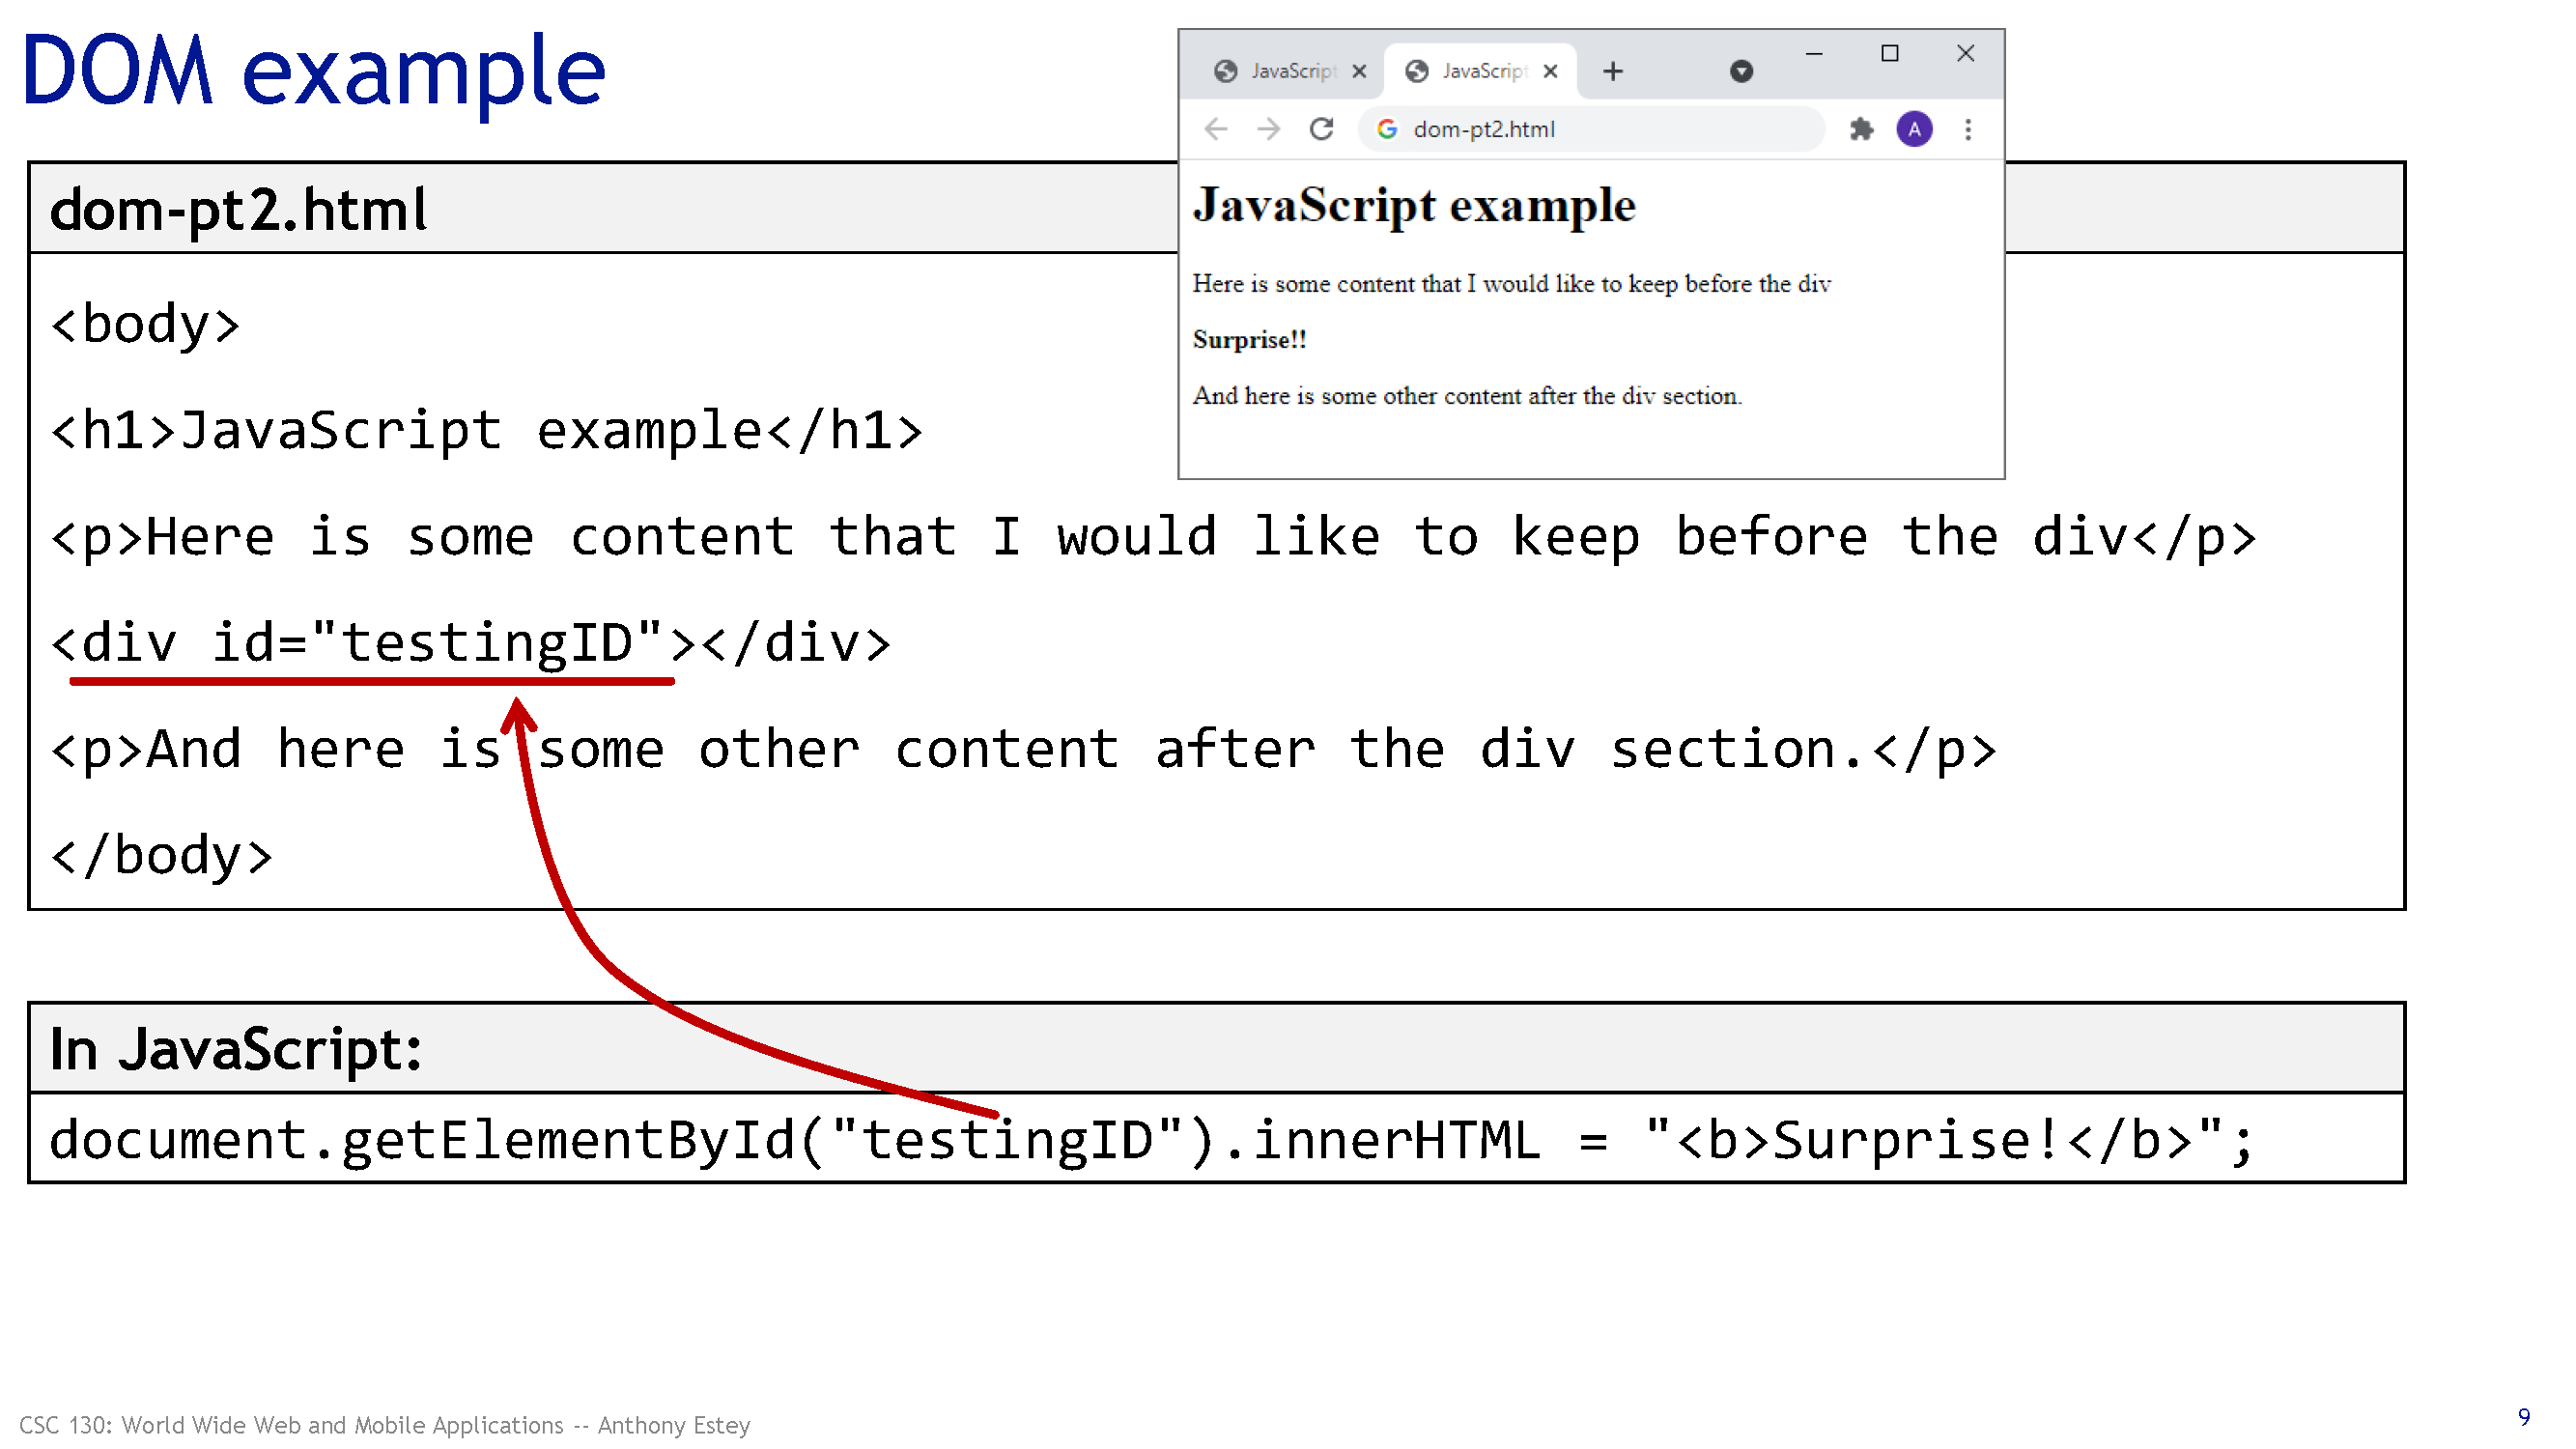 DOM example
JavaScript
JavaScript
dom-pt2.html
A
JavaScript example
Here is some content that I would like to keep before the div
Surprise!!
And here is some other content after the div section.
dom-pt2.html
<body>
<h1>JavaScript example</h1>
<p>Here is some content that I would like to keep before the div</p>
<div id="testingID"></div>
<p>And here is some other content after the div section.</p>
</body>
In JavaScript:
document.getElementById("testingID").innerHTML = "<b>Surprise!</b>";
CSC 130: World Wide Web and Mobile Applications -- Anthony Estey
9